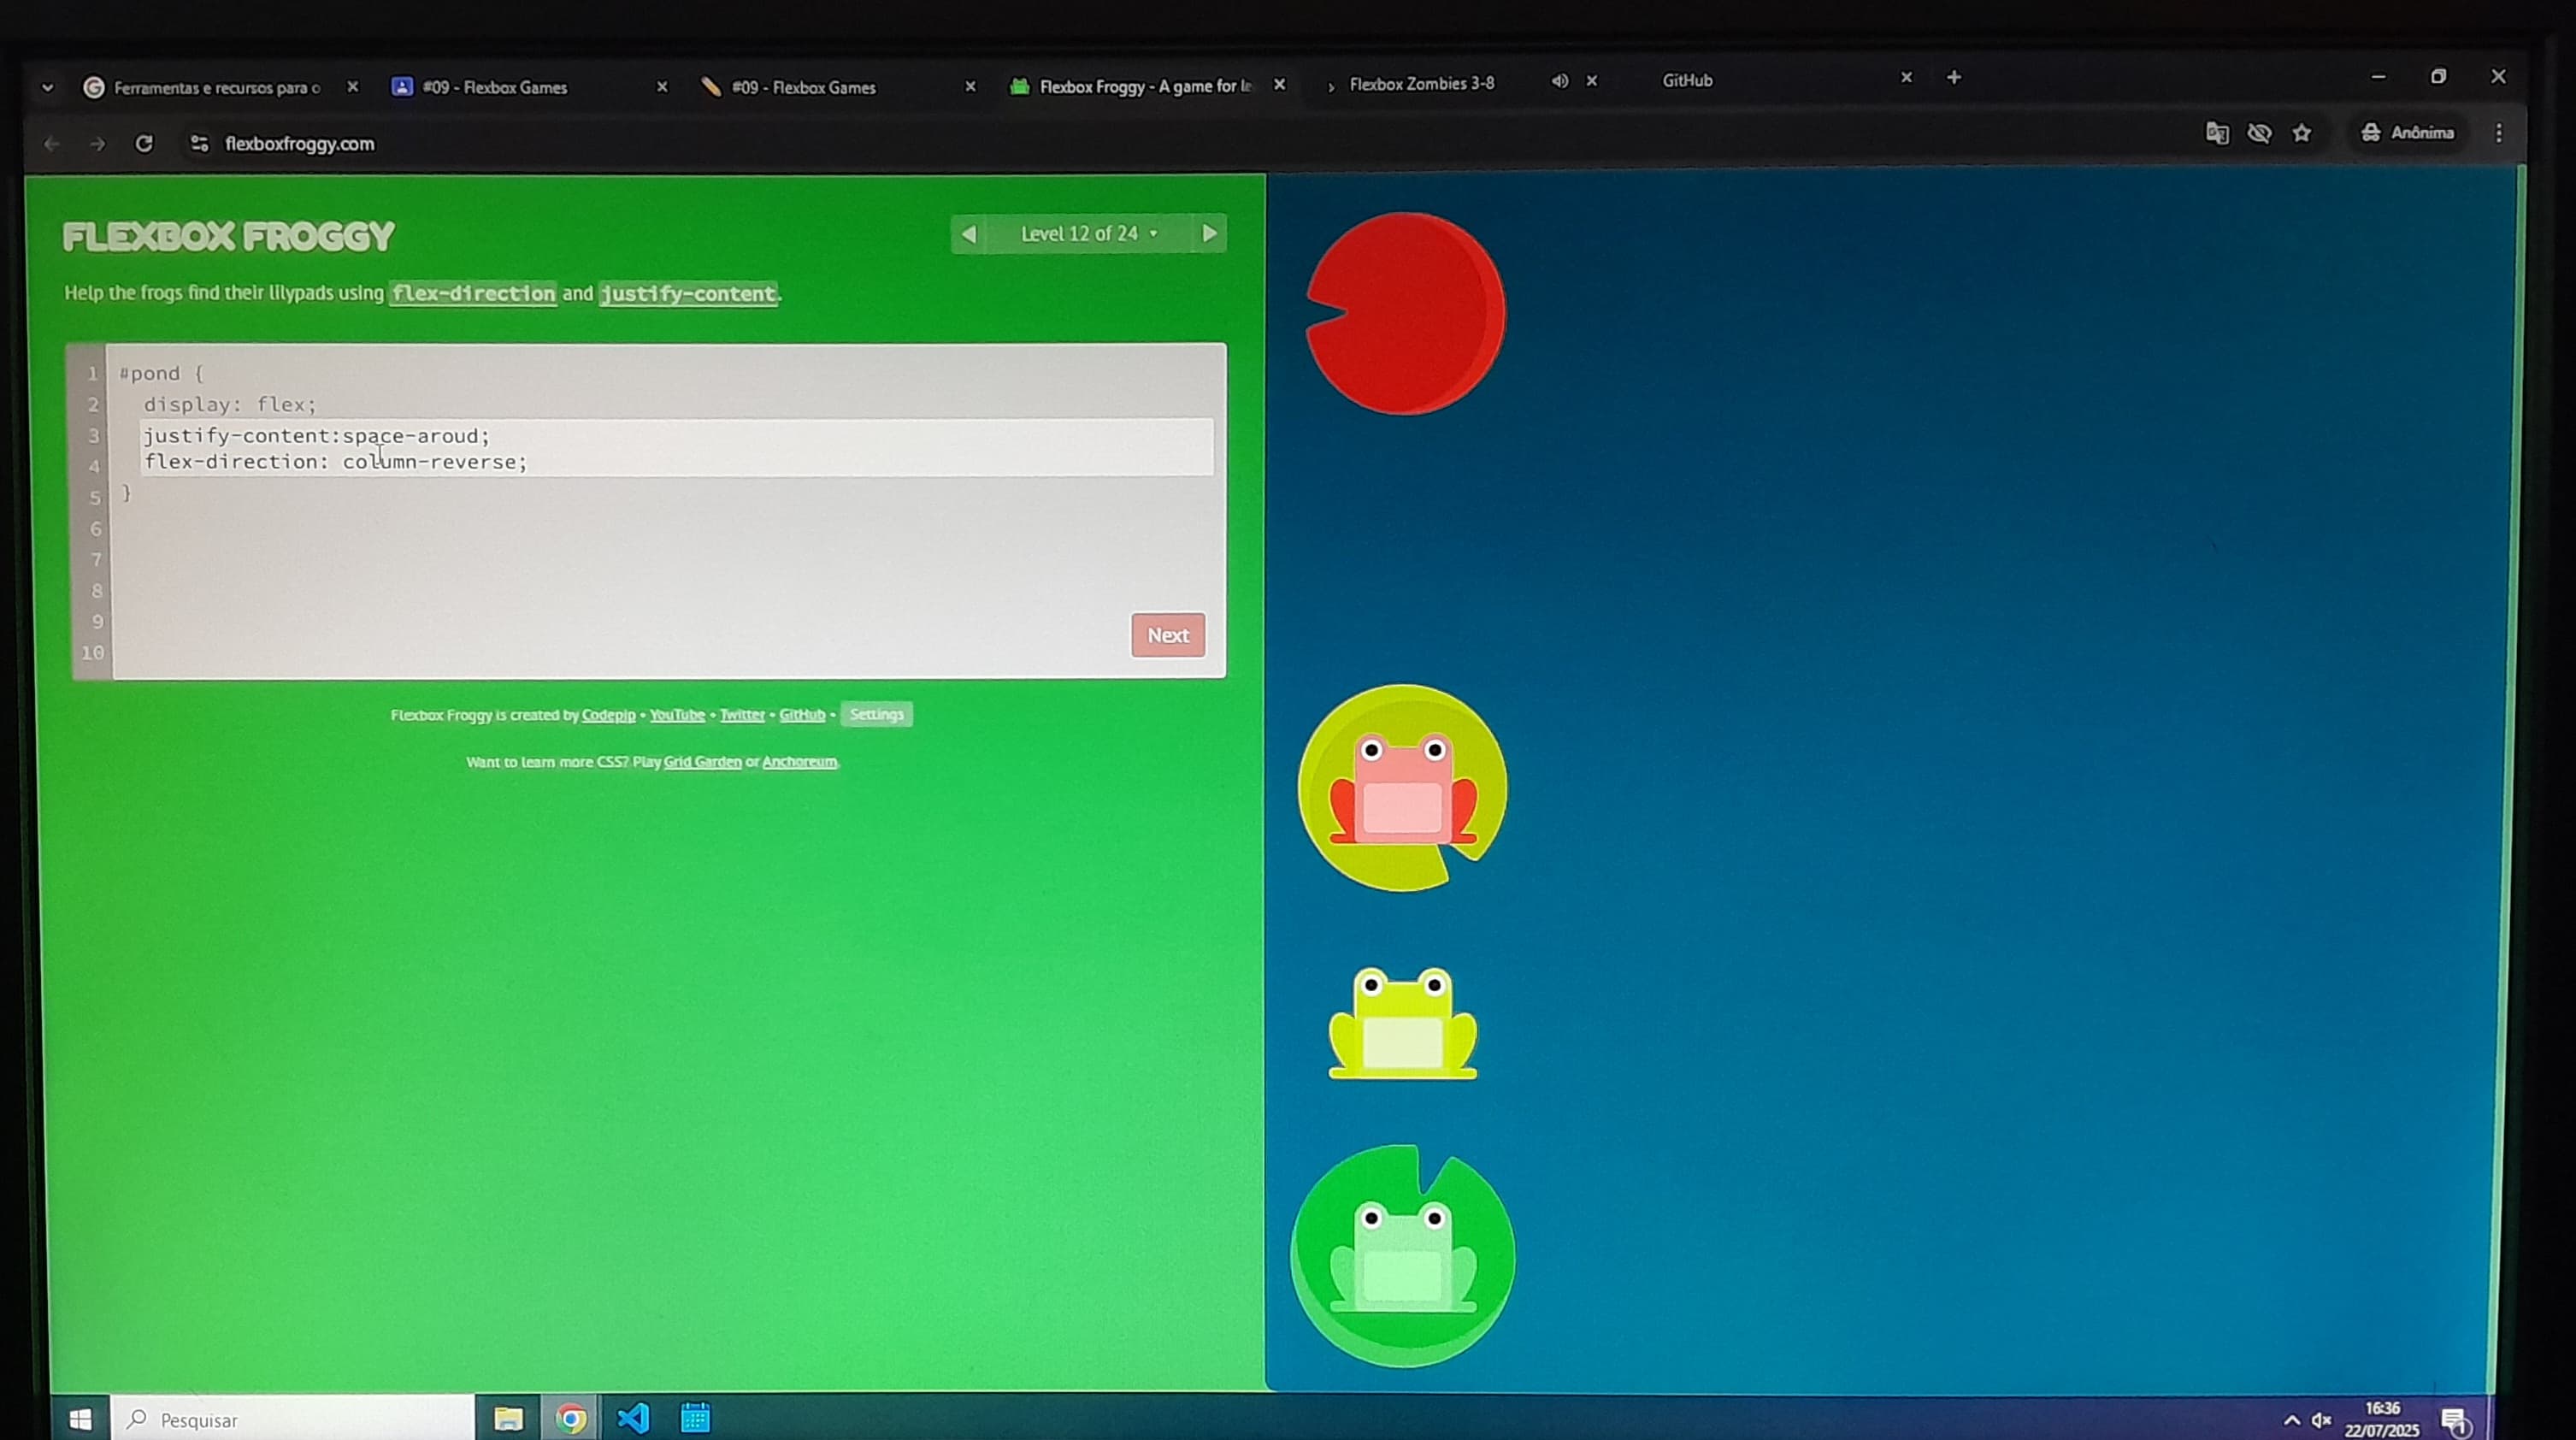 Ferramentas e recursos para o
#09 - Flexbox Games
#09 - Flexbox Games
Flexbox Froggy - A game for le
Flexbox Zombies 3-8
GitHub
flexboxfroggy.com
Anônima
FLEXBOX FROGGY
Level 12 of 24
Help the frogs find their lilypads using flex-direction and justify-content.
1 #pond {
2 display: flex;
3 justify-content:space-aroud;
4 flex-direction: column-reverse;
5 }
6
7
8
9
10
Next
Flexbox Froggy is created by Codepip • YouTube • Twitter • GitHub • Settings
Want to learn more CSS? Play Grid Garden or Anchoreum.
Pesquisar
16:36
22/07/2025
1